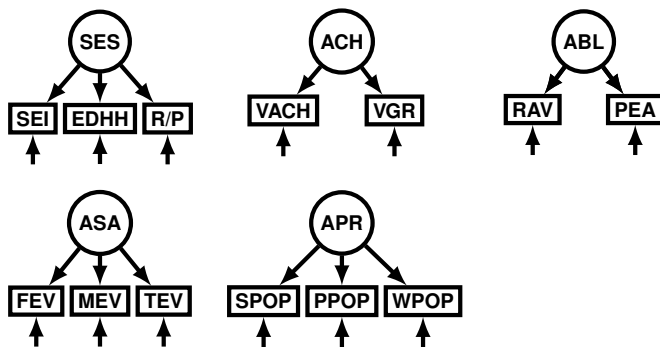 SES ACH ABL
SEI EDHH R/P VACH VGR RAV PEA
ASA APR
FEV MEV TEV SPOP PPOP WPOP